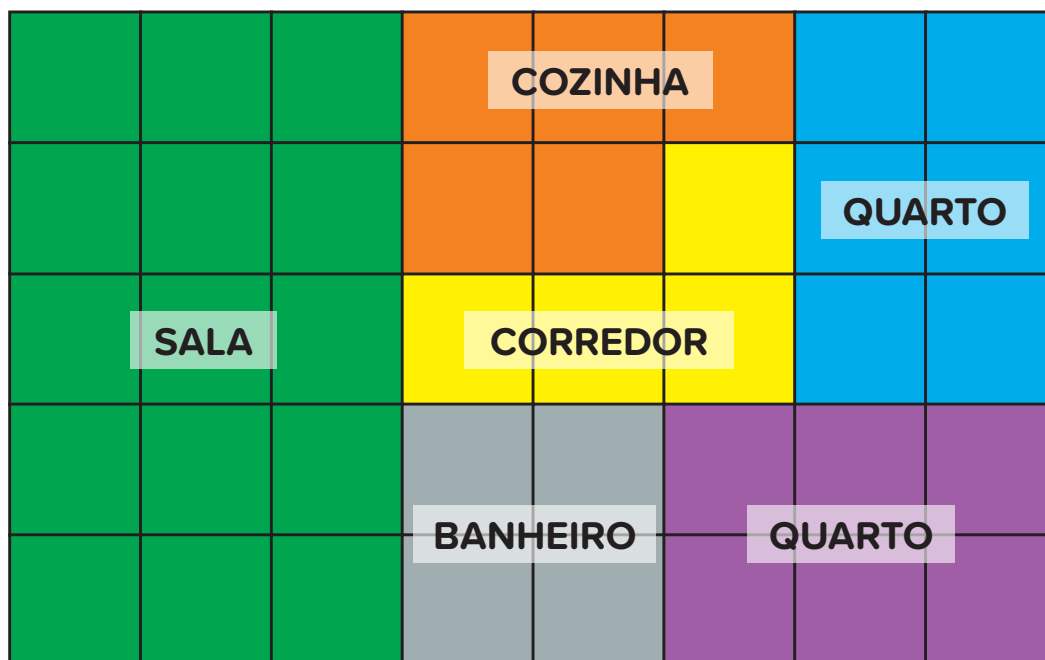 COZINHA
QUARTO
SALA
CORREDOR
BANHEIRO
QUARTO